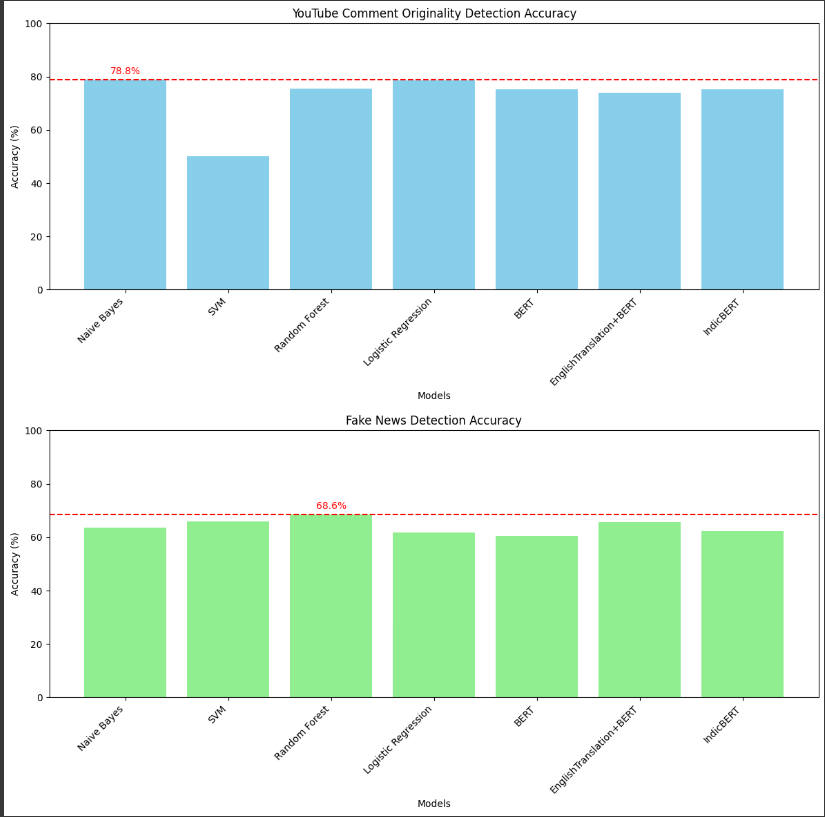 YouTube Comment Originality Detection Accuracy
100
80
60
40
20
0
Accuracy (%)
78.8%
Naive Bayes
SVM
Random Forest
Logistic Regression
BERT
EnglishTranslation+BERT
IndicBERT
Models
Fake News Detection Accuracy
100
80
60
40
20
0
Accuracy (%)
68.6%
Naive Bayes
SVM
Random Forest
Logistic Regression
BERT
EnglishTranslation+BERT
IndicBERT
Models